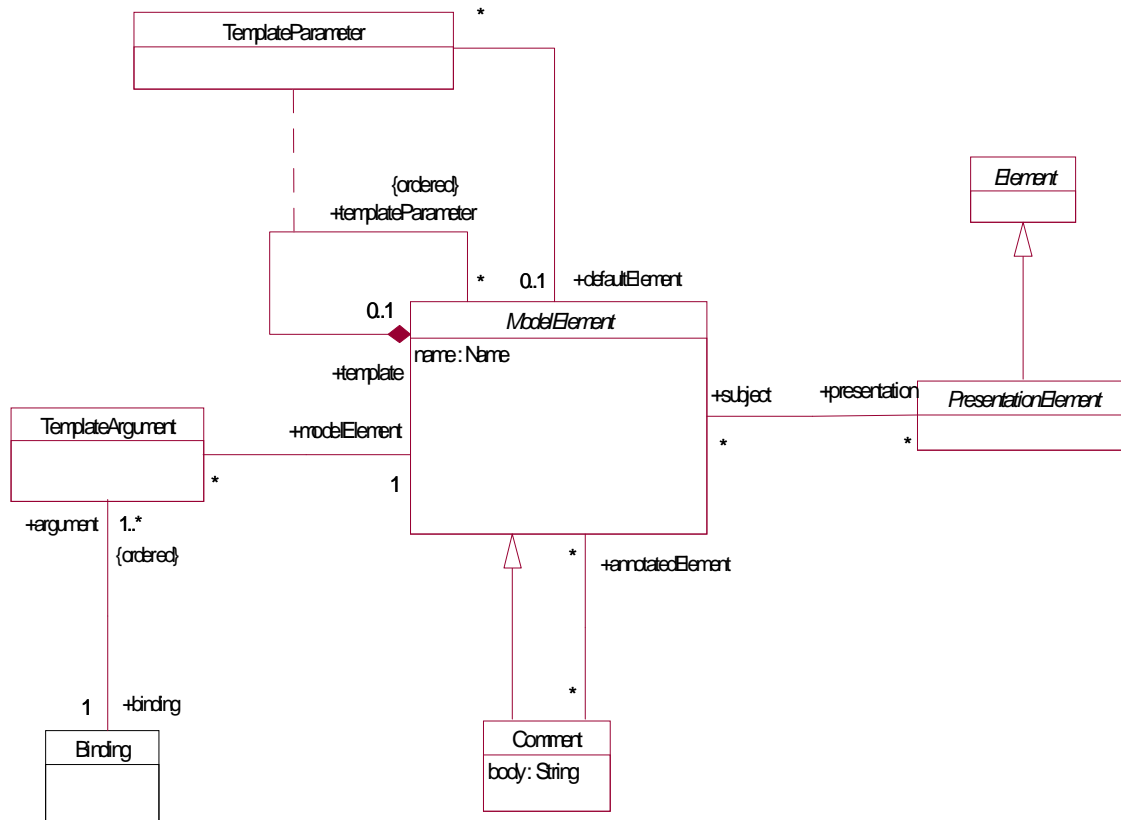 *
TemplateParameter
Element
{ordered}
+templateParameter
*
0..1
+defaultElement
0..1
ModelElement
name : Name
+template
+subject
+presentation
PresentationElement
*
*
TemplateArgument
+modelElement
*
1
+argument
1..*
{ordered}
*
+annotatedElement
*
1
+binding
Binding
Comment
body : String